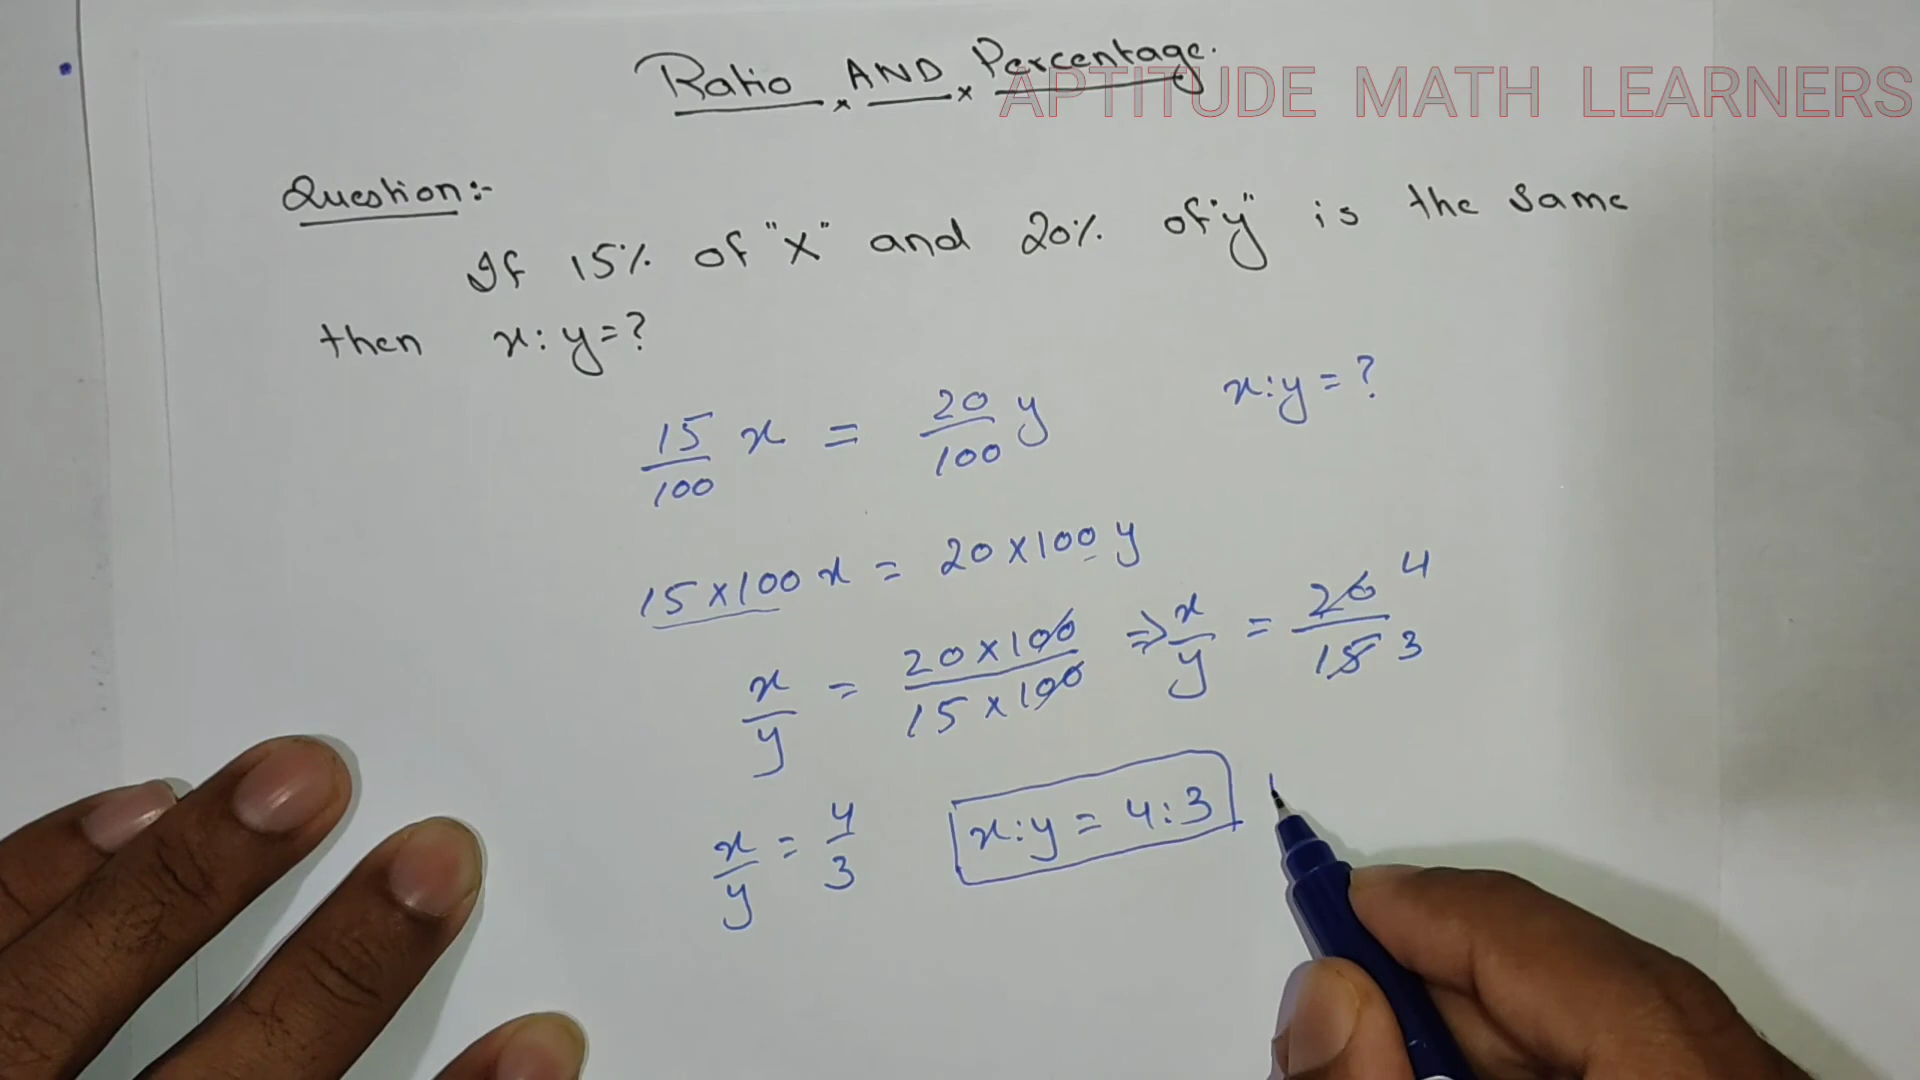 Ratio AND Percentage.
APTITUDE MATH LEARNERS
Question:-
If 15% of "X" and 20% of "y" is the same
then x:y=?
x:y=?
15/100 x = 20/100 y
15×100 x = 20×100 y
x/y = 20×100/15×100 ⇒ x/y = 20/15 4 3
x/y = 4/3 x:y = 4:3